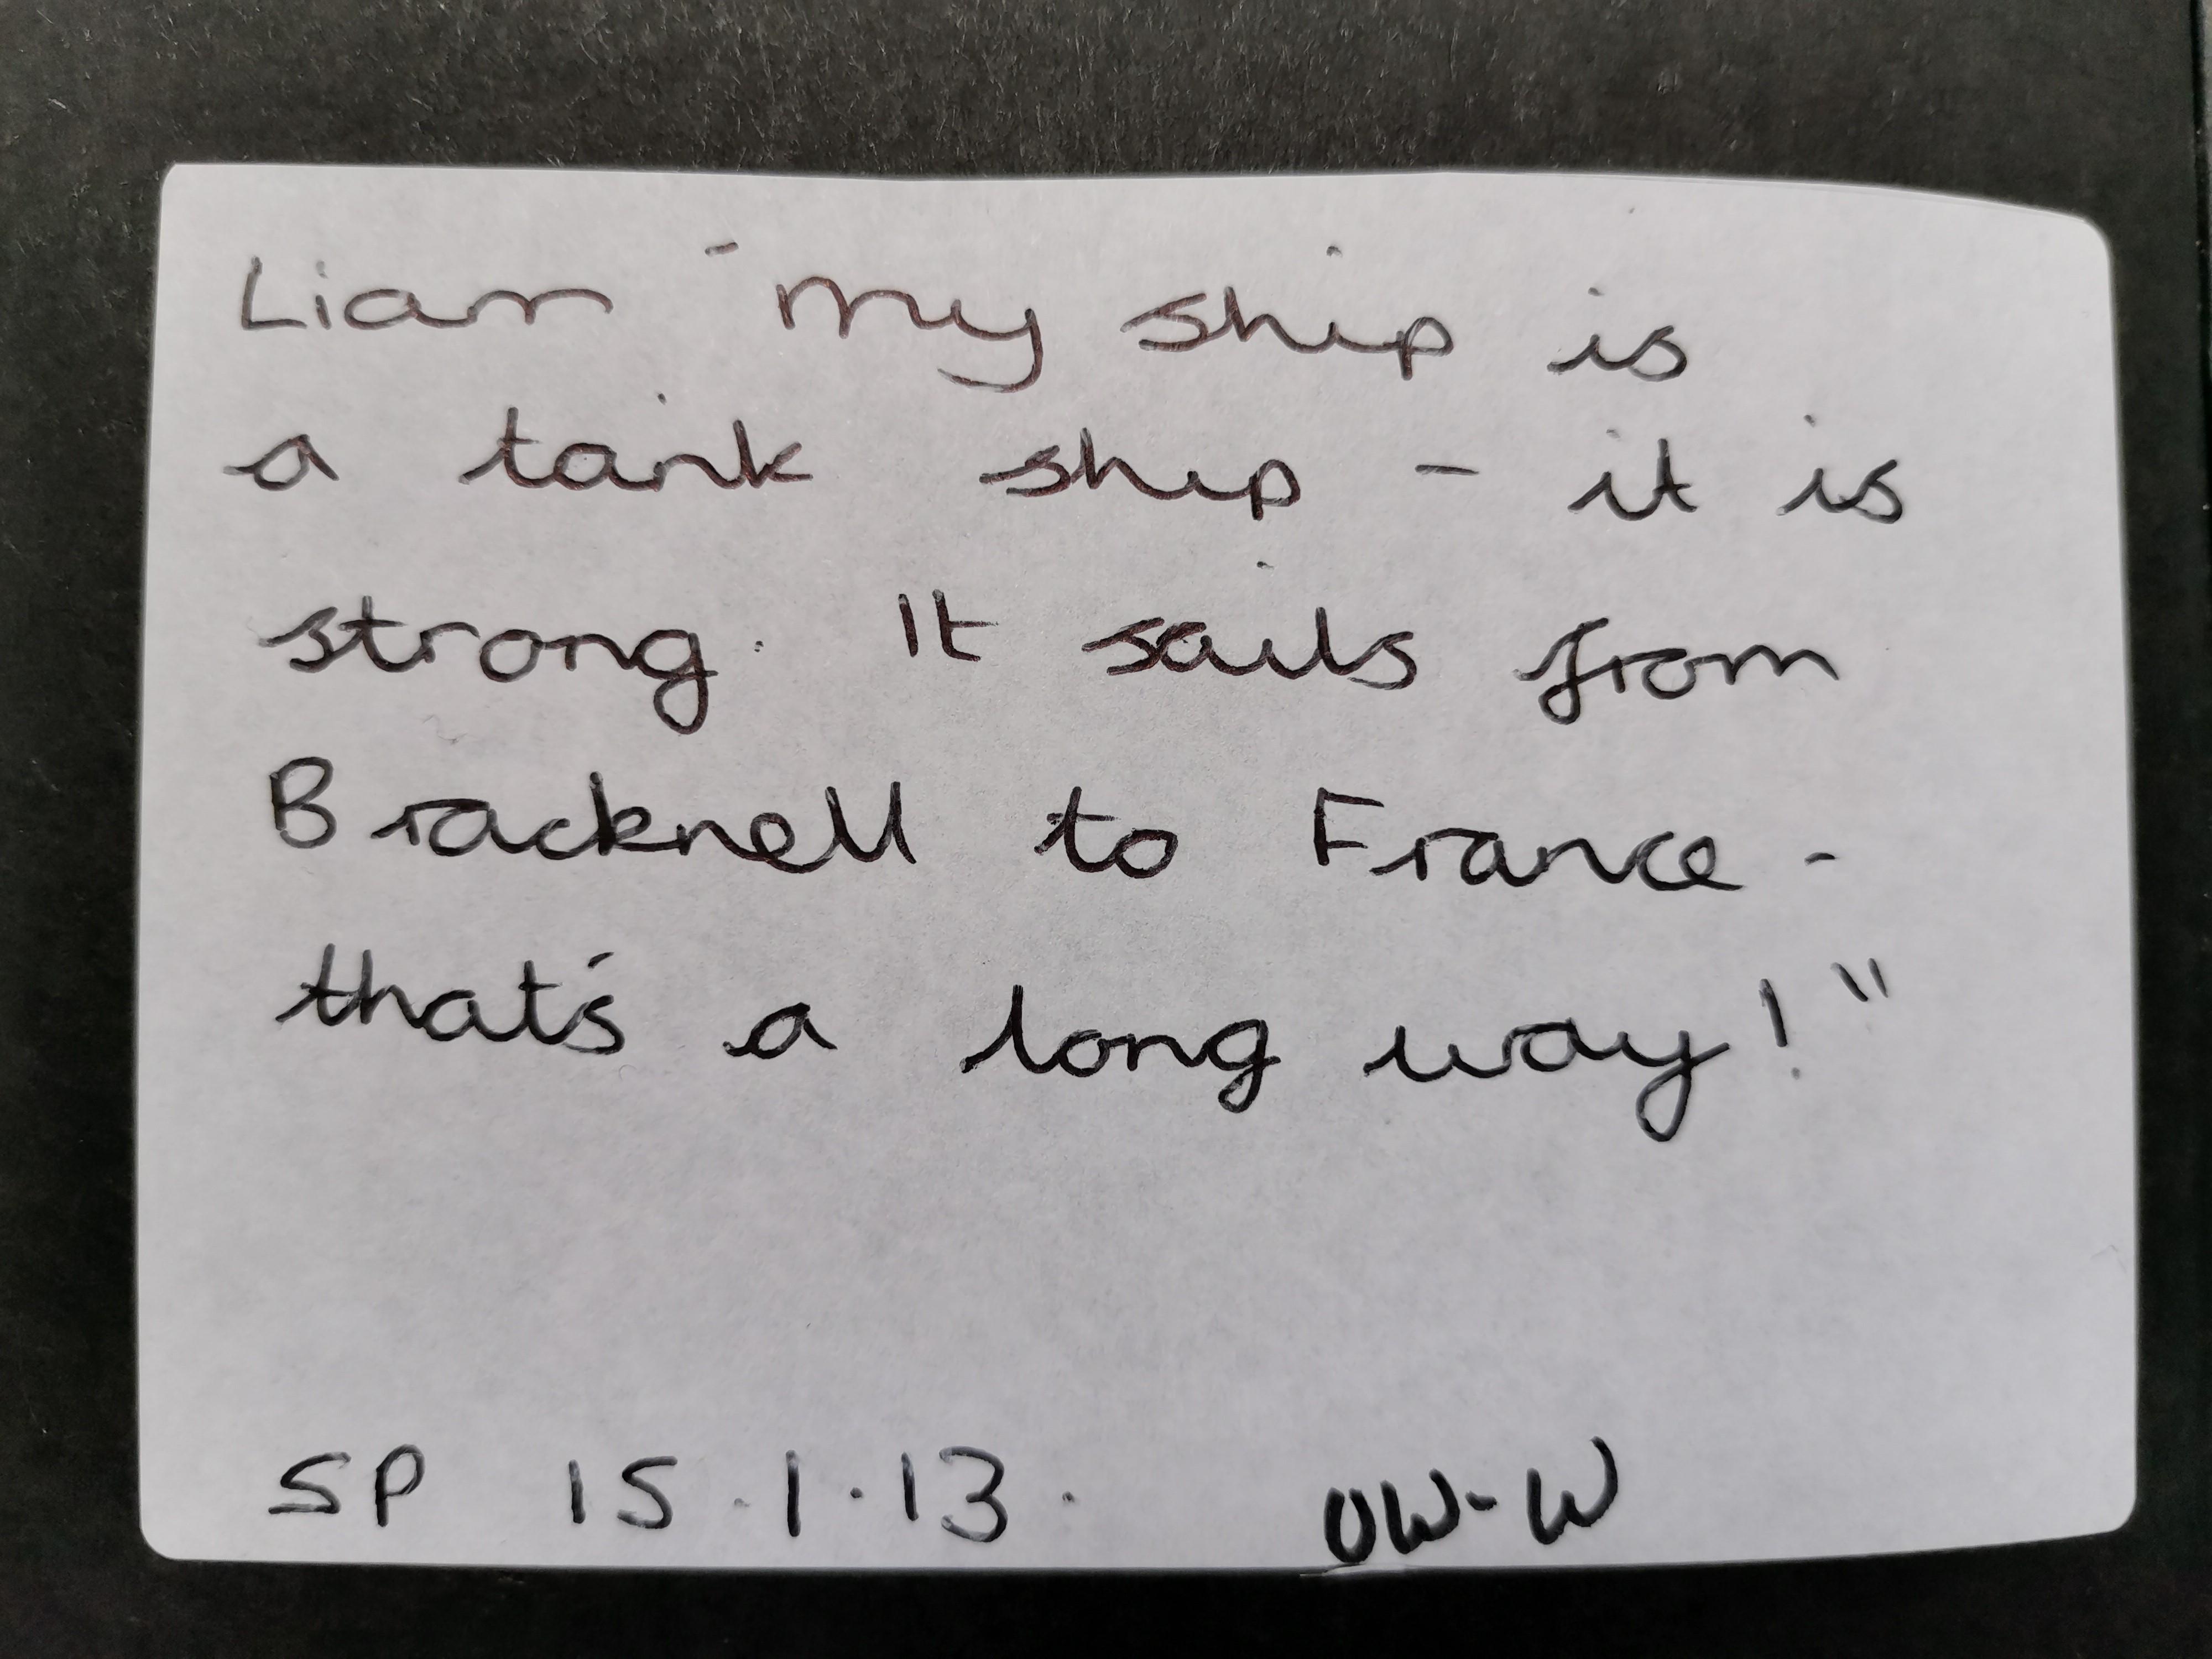 Liam "my ship is
a tank ship - it is
strong. It sails from
Bracknell to France -
that's a long way!"
SP 15.1.13. OW-W